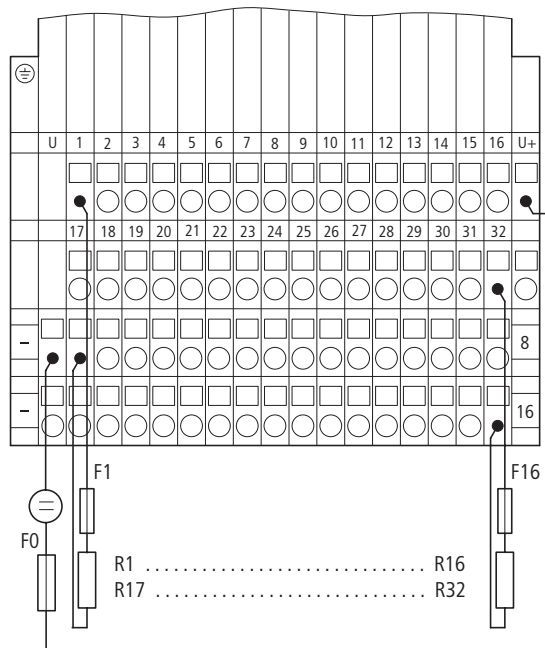 U 1 2 3 4 5 6 7 8 9 10 11 12 13 14 15 16 U+
17 18 19 20 21 22 23 24 25 26 27 28 29 30 31 32
– 8
– 16
F1 F16
F0
R1 . . . . . . . . . . . . . . . . . . . . . . . . . . . . . R16
R17 . . . . . . . . . . . . . . . . . . . . . . . . . . . . R32